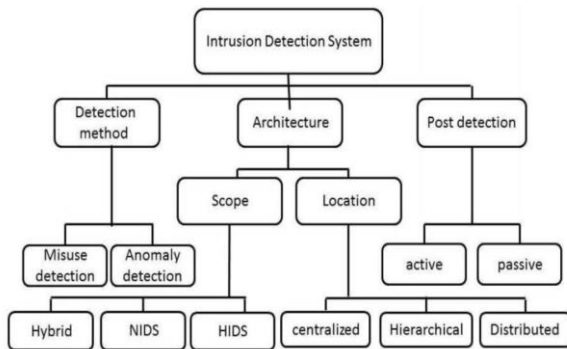 Intrusion Detection System
Detection
method
Architecture
Post detection
Scope
Location
Misuse
detection
Anomaly
detection
active
passive
Hybrid
NIDS
HIDS
centralized
Hierarchical
Distributed